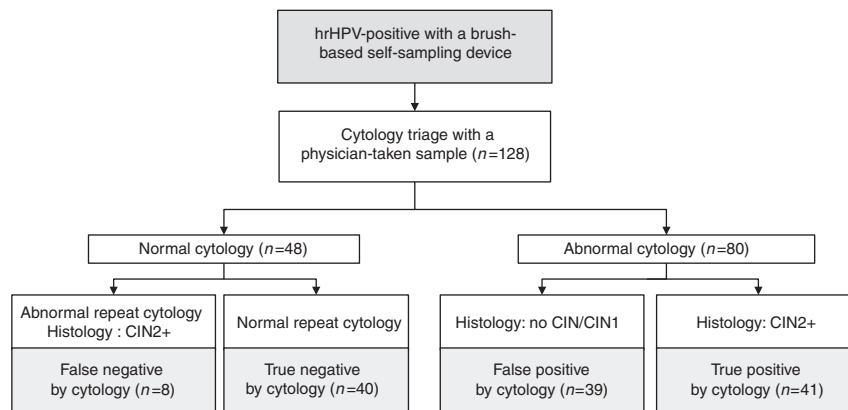 hrHPV-positive with a brush-
based self-sampling device
Cytology triage with a
physician-taken sample (n=128)
Normal cytology (n=48)
Abnormal cytology (n=80)
Abnormal repeat cytology
Histology : CIN2+
Normal repeat cytology
Histology: no CIN/CIN1
Histology: CIN2+
False negative
by cytology (n=8)
True negative
by cytology (n=40)
False positive
by cytology (n=39)
True positive
by cytology (n=41)